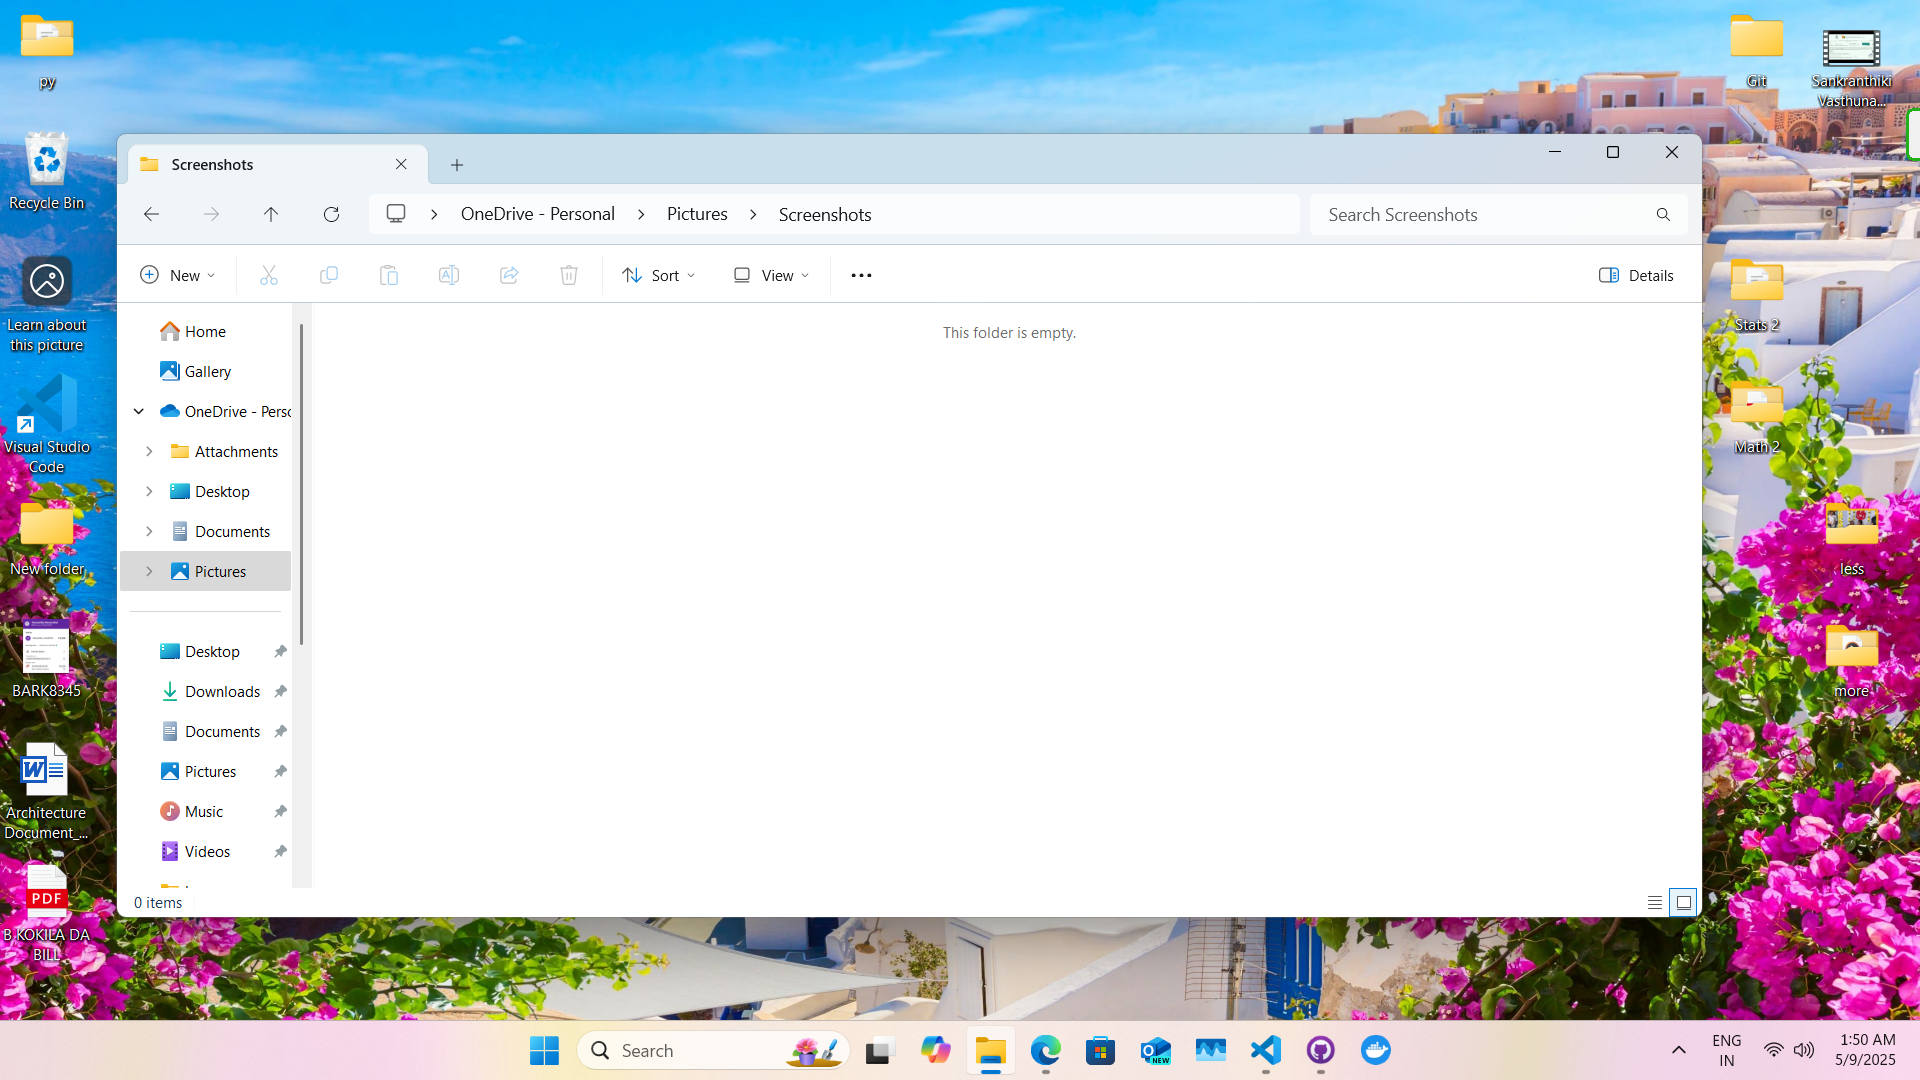 py
Recycle Bin
Learn about
this picture
Visual Studio
Code
New folder
BARK8345
Architecture
Document_...
PDF
B KOKILA DA
BILL
Git
Sankranthiki
Vasthuna...
Stats 2
Math 2
less
more
Screenshots
OneDrive - Personal
Pictures
Screenshots
Search Screenshots
New
Sort
View
Details
Home
Gallery
OneDrive - Perso
Attachments
Desktop
Documents
Pictures
Desktop
Downloads
Documents
Pictures
Music
Videos
This folder is empty.
0 items
Search
NEW
ENG
IN
1:50 AM
5/9/2025